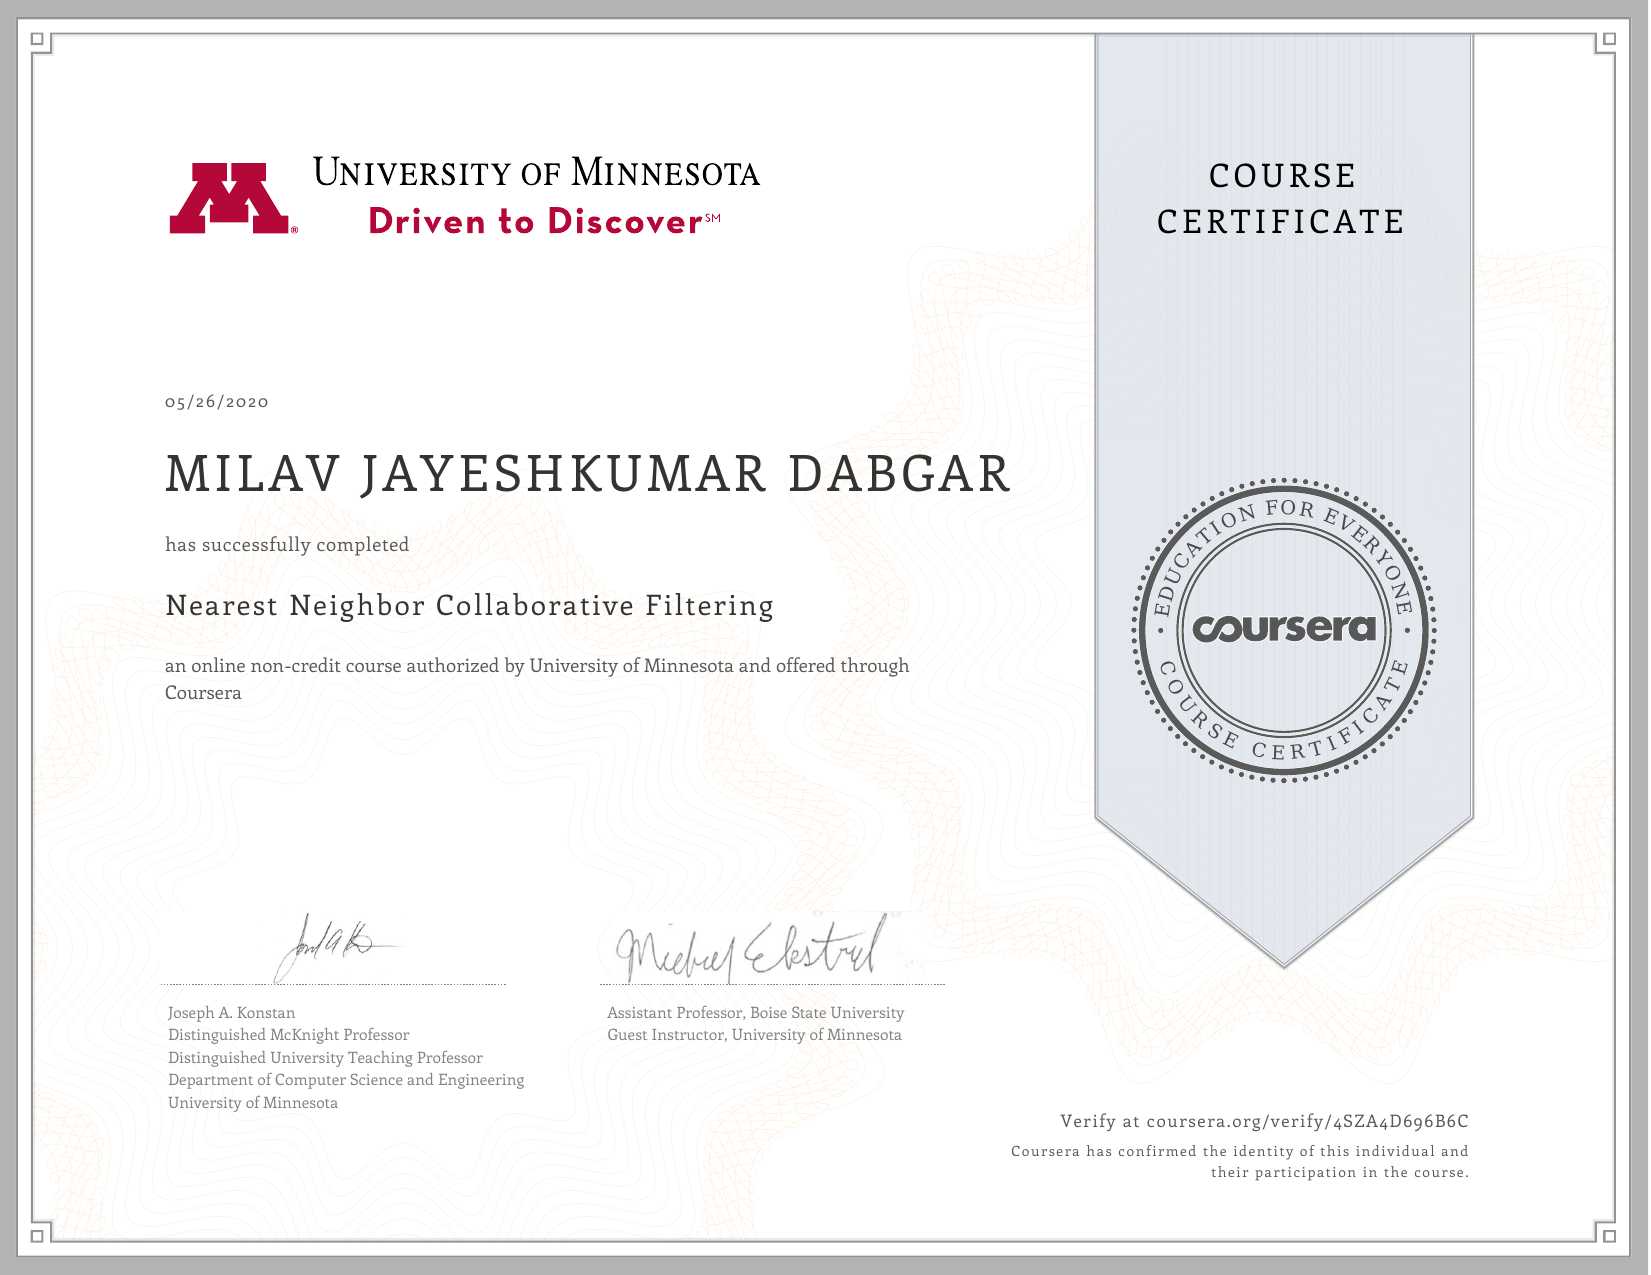 UNIVERSITY OF MINNESOTA
Driven to Discover℠
®
COURSE
CERTIFICATE
05/26/2020
MILAV JAYESHKUMAR DABGAR
has successfully completed
Nearest Neighbor Collaborative Filtering
an online non-credit course authorized by University of Minnesota and offered through
Coursera
EDUCATION FOR EVERYONE
coursera
COURSE CERTIFICATE
Joseph A. Konstan
Distinguished McKnight Professor
Distinguished University Teaching Professor
Department of Computer Science and Engineering
University of Minnesota
Michael Ekstrand
Assistant Professor, Boise State University
Guest Instructor, University of Minnesota
Verify at coursera.org/verify/4SZA4D696B6C
Coursera has confirmed the identity of this individual and
their participation in the course.